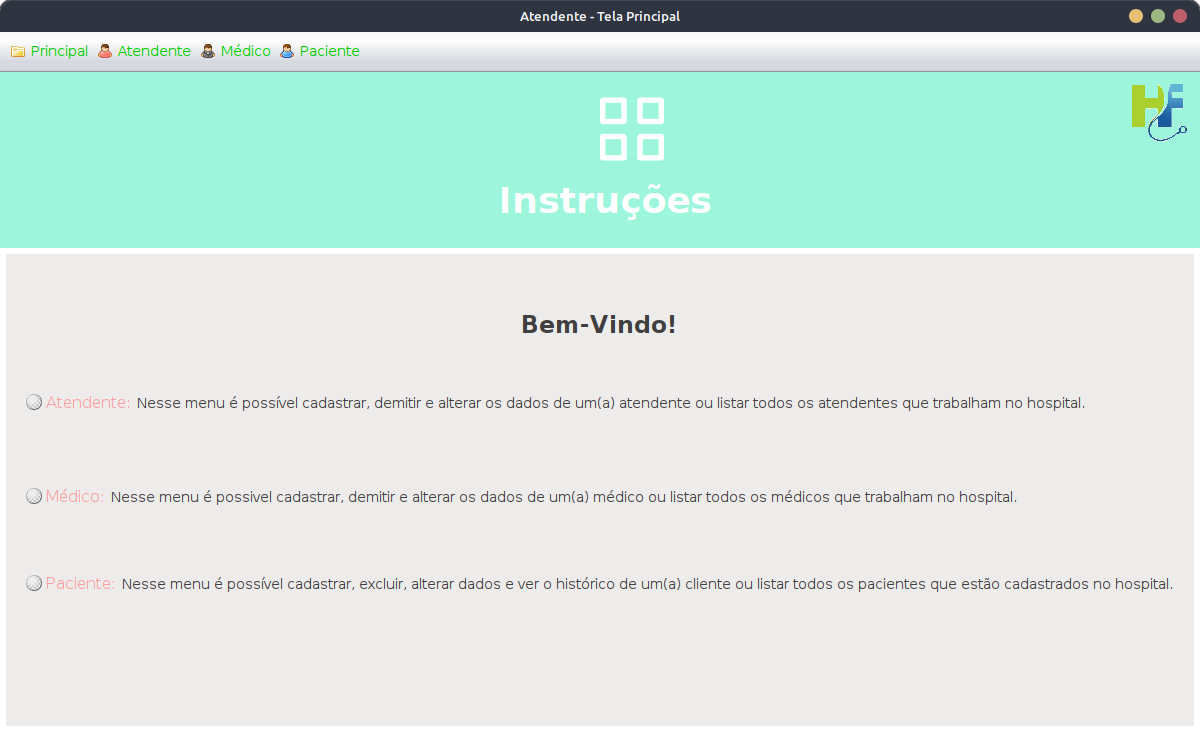 Atendente - Tela Principal
Principal Atendente Médico Paciente
HF
Instruções
Bem-Vindo!
Atendente: Nesse menu é possível cadastrar, demitir e alterar os dados de um(a) atendente ou listar todos os atendentes que trabalham no hospital.
Médico: Nesse menu é possivel cadastrar, demitir e alterar os dados de um(a) médico ou listar todos os médicos que trabalham no hospital.
Paciente: Nesse menu é possível cadastrar, excluir, alterar dados e ver o histórico de um(a) cliente ou listar todos os pacientes que estão cadastrados no hospital.